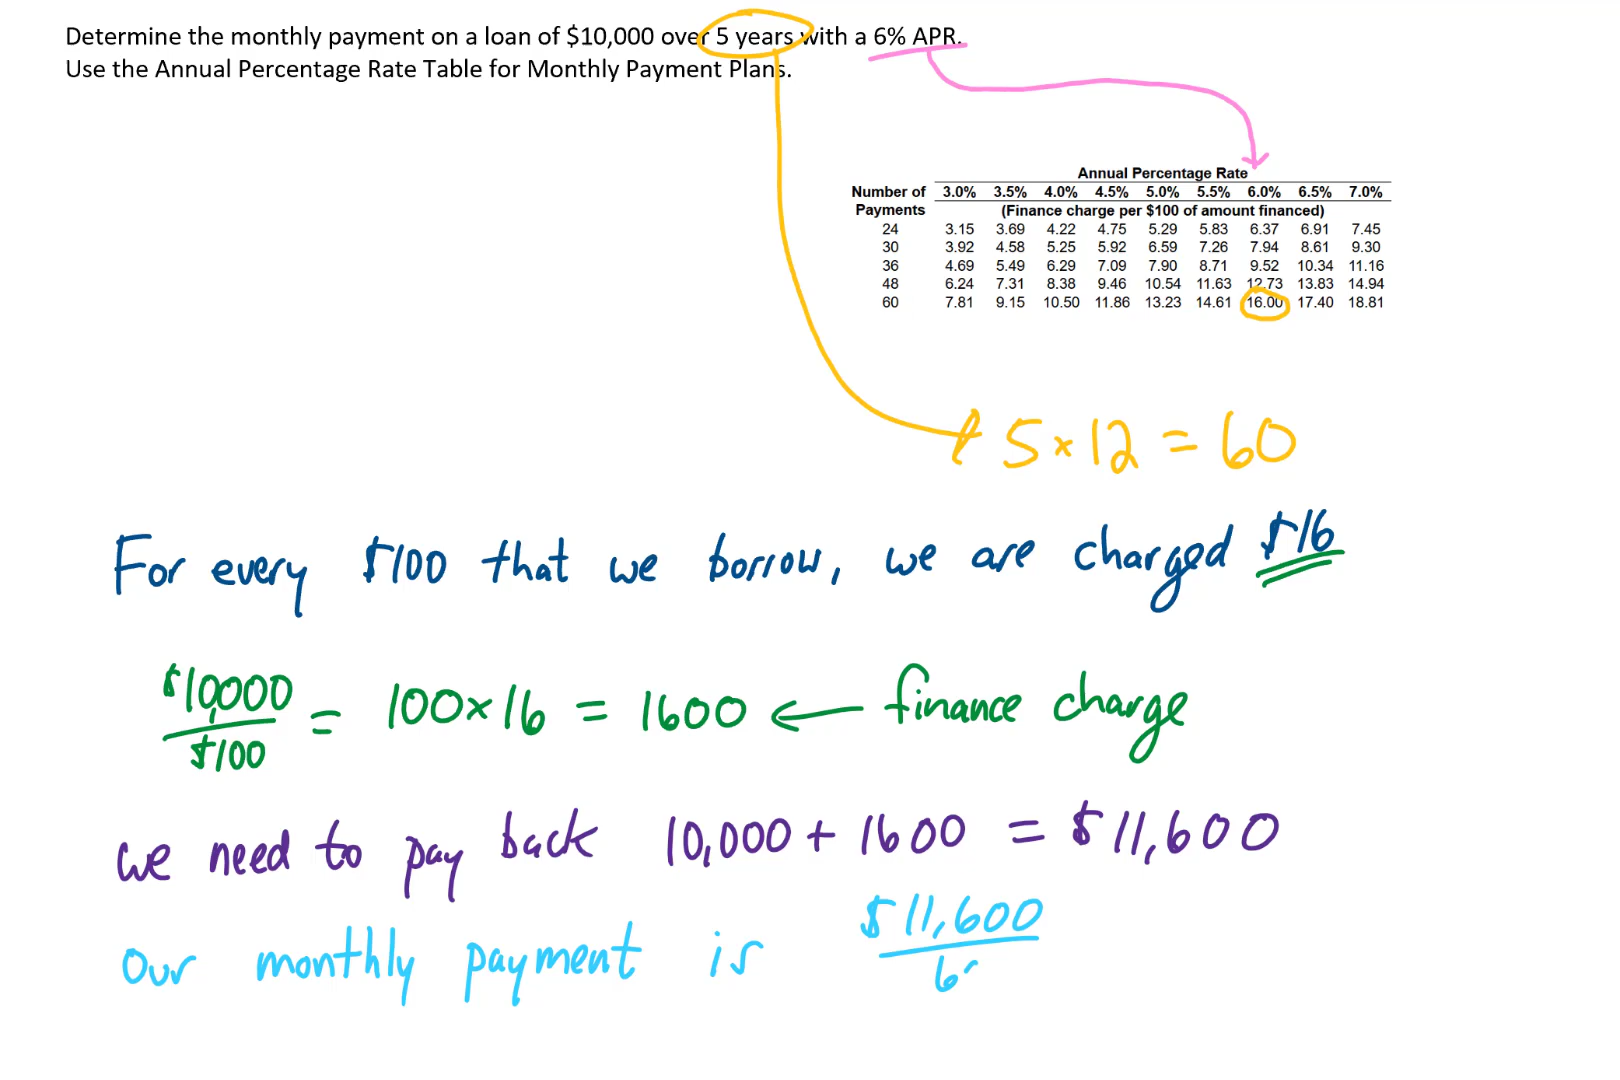 Determine the monthly payment on a loan of $10,000 over 5 years with a 6% APR.
Use the Annual Percentage Rate Table for Monthly Payment Plans.
Annual Percentage Rate
Number of 3.0% 3.5% 4.0% 4.5% 5.0% 5.5% 6.0% 6.5% 7.0%
Payments (Finance charge per $100 of amount financed)
24 3.15 3.69 4.22 4.75 5.29 5.83 6.37 6.91 7.45
30 3.92 4.58 5.25 5.92 6.59 7.26 7.94 8.61 9.30
36 4.69 5.49 6.29 7.09 7.90 8.71 9.52 10.34 11.16
48 6.24 7.31 8.38 9.46 10.54 11.63 12.73 13.83 14.94
60 7.81 9.15 10.50 11.86 13.23 14.61 16.00 17.40 18.81
5 × 12 = 60
For every $100 that we borrow, we are charged $16
$10,000
= 100 × 16 = 1600 ← finance charge
$100
we need to pay back 10,000 + 1600 = $11,600
$11,600
Our monthly payment is
6